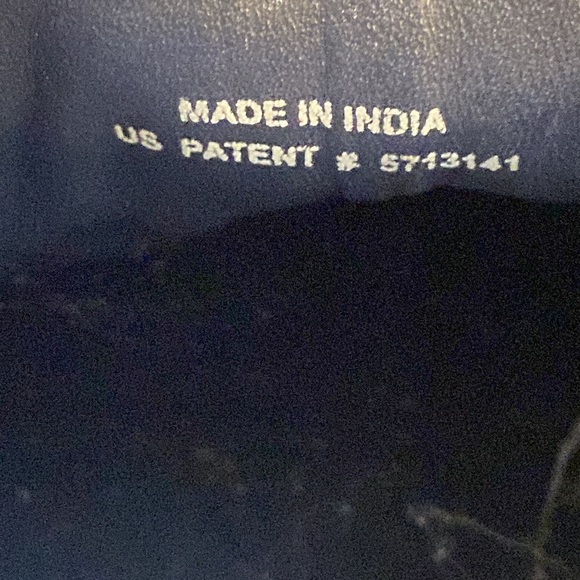 MADE IN INDIA
US PATENT # 5713141